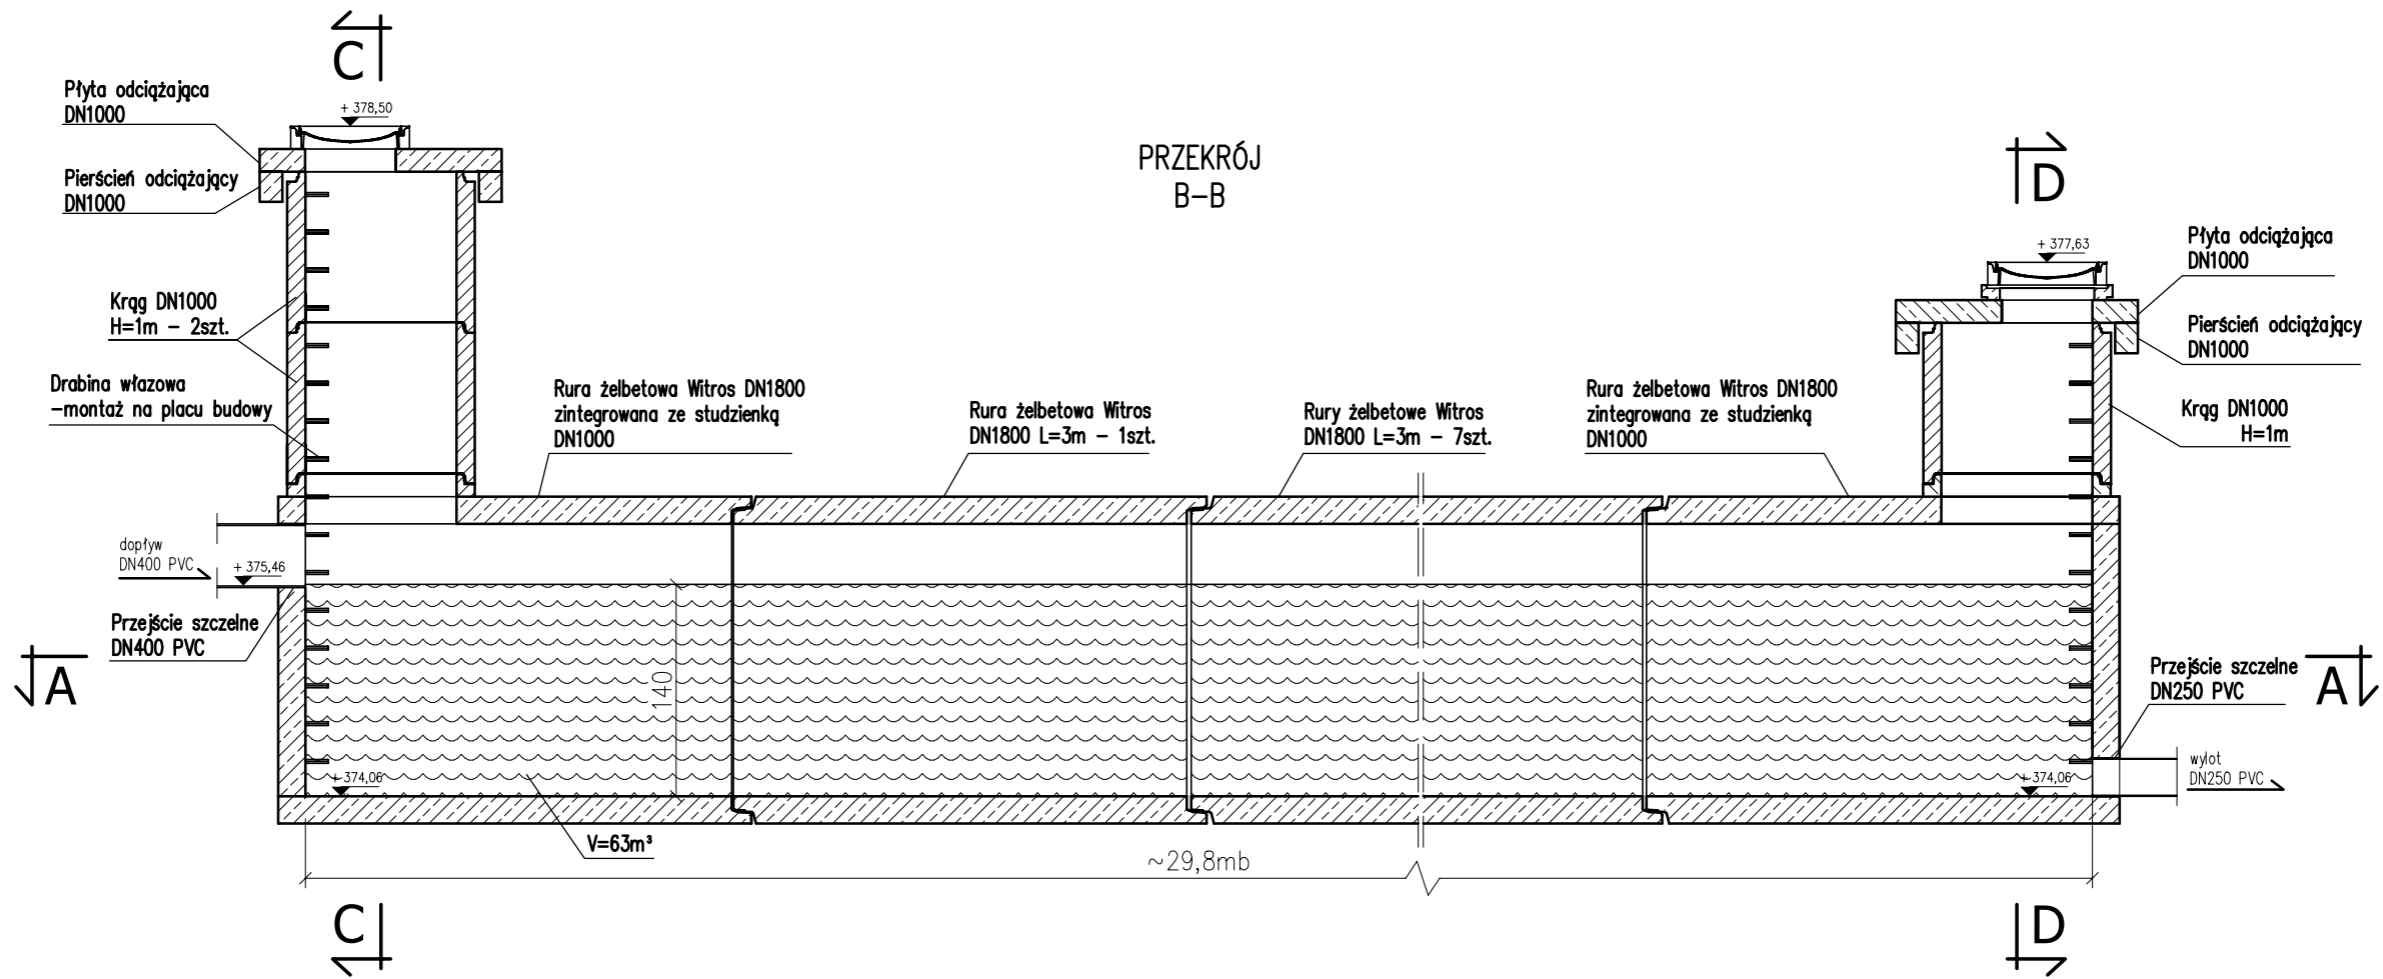 C
Płyta odciążająca
DN1000
+ 378,50
Pierścień odciążający
DN1000
PRZEKRÓJ
B-B
D
+ 377,63
Płyta odciążająca
DN1000
Pierścień odciążający
DN1000
Krąg DN1000
H=1m - 2szt.
Drabina włazowa
-montaż na placu budowy
Rura żelbetowa Witros DN1800
zintegrowana ze studzienką
DN1000
Rura żelbetowa Witros
DN1800 L=3m - 1szt.
Rury żelbetowe Witros
DN1800 L=3m - 7szt.
Rura żelbetowa Witros DN1800
zintegrowana ze studzienką
DN1000
Krąg DN1000
H=1m
dopływ
DN400 PVC
+ 375,46
Przejście szczelne
DN400 PVC
A
140
Przejście szczelne
DN250 PVC
A
+ 374,06
+ 374,06
wylot
DN250 PVC
V=63m³
~29,8mb
C
D